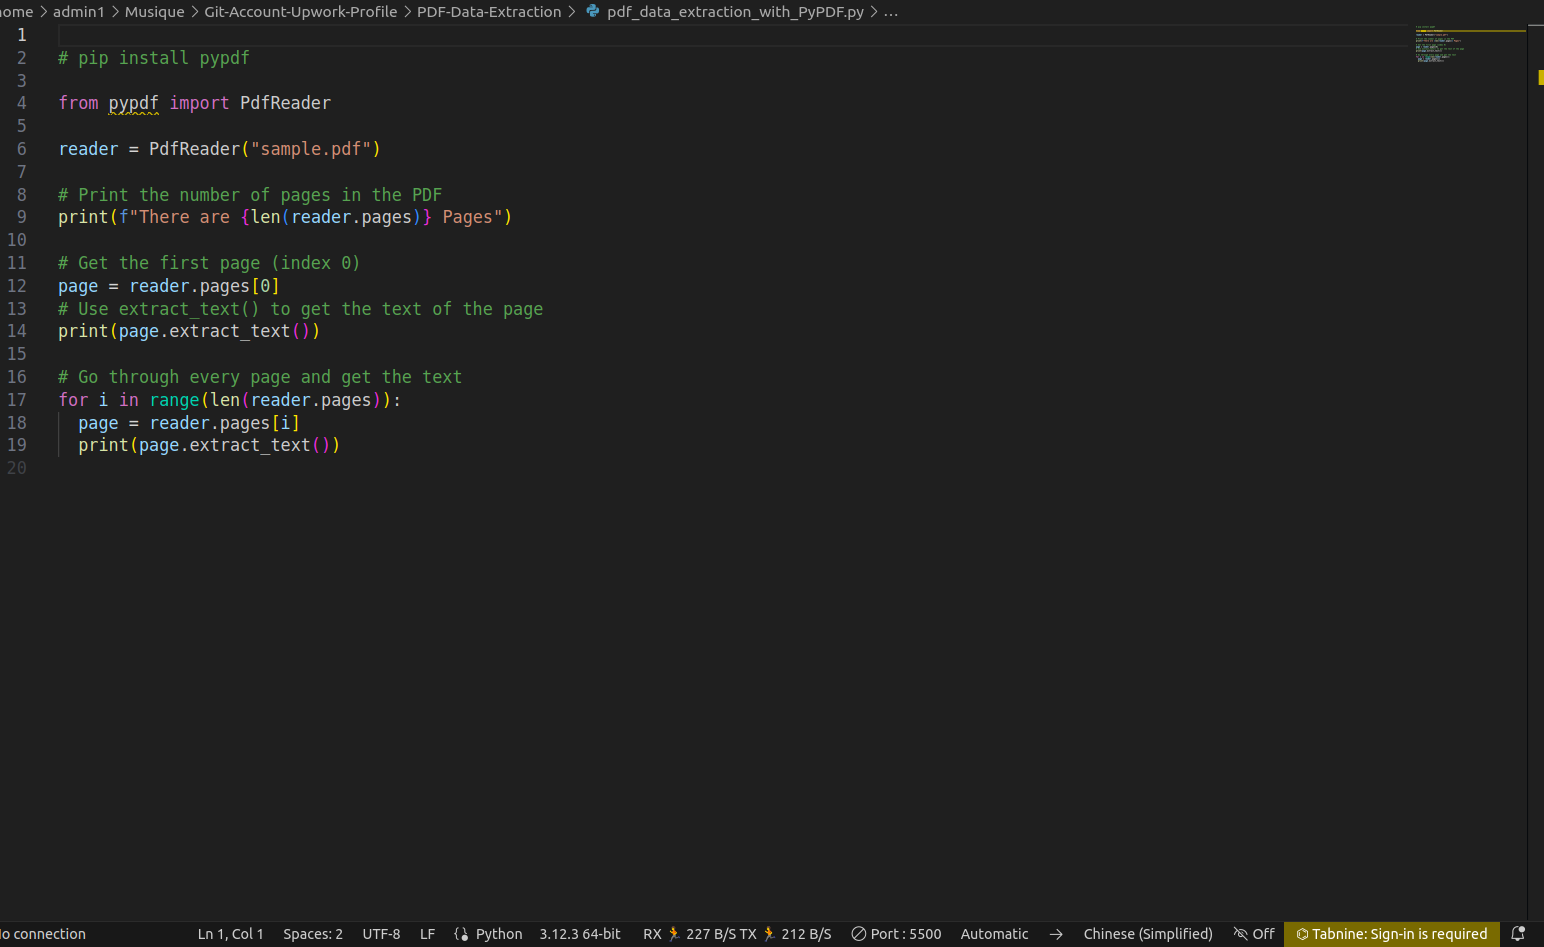 home > admin1 > Musique > Git-Account-Upwork-Profile > PDF-Data-Extraction > pdf_data_extraction_with_PyPDF.py > ...
1
2 # pip install pypdf
3
4 from pypdf import PdfReader
5
6 reader = PdfReader("sample.pdf")
7
8 # Print the number of pages in the PDF
9 print(f"There are {len(reader.pages)} Pages")
10
11 # Get the first page (index 0)
12 page = reader.pages[0]
13 # Use extract_text() to get the text of the page
14 print(page.extract_text())
15
16 # Go through every page and get the text
17 for i in range(len(reader.pages)):
18   page = reader.pages[i]
19   print(page.extract_text())
20
o connection Ln 1, Col 1 Spaces: 2 UTF-8 LF Python 3.12.3 64-bit RX 🏃 227 B/S TX 🏃 212 B/S Port : 5500 Automatic → Chinese (Simplified) Off Tabnine: Sign-in is required